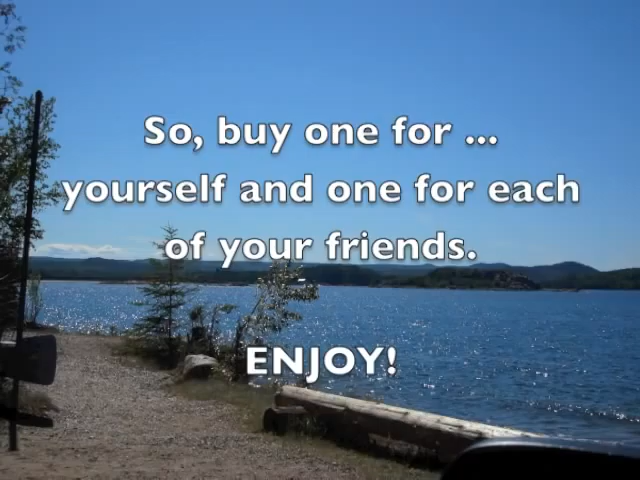 So, buy one for ...
yourself and one for each
of your friends.
ENJOY!